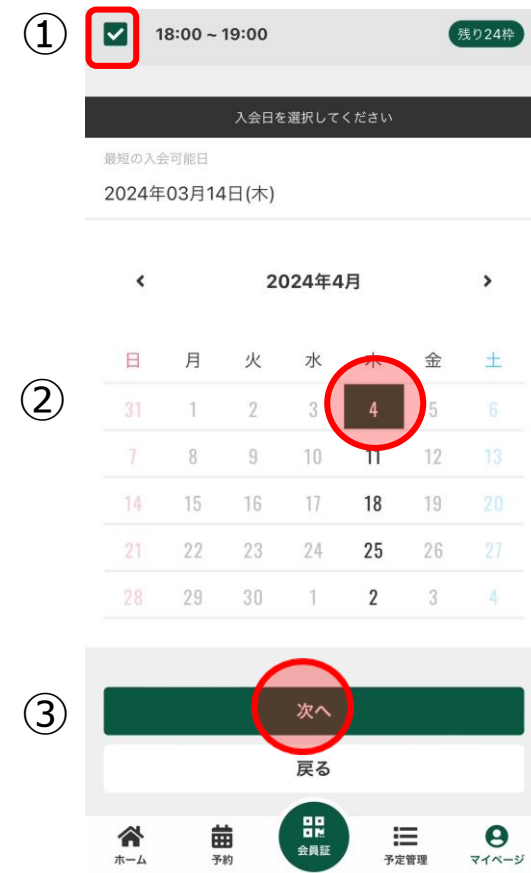 ① 18:00 ~ 19:00 残り24枠
入会日を選択してください
最短の入会可能日
2024年03月14日(木)
‹ 2024年4月 ›
日 月 火 水 木 金 土
② 31 1 2 3 4 5 6
7 8 9 10 11 12 13
14 15 16 17 18 19 20
21 22 23 24 25 26 27
28 29 30 1 2 3 4
③ 次へ
戻る
ホーム 予約 会員証 予定管理 マイページ